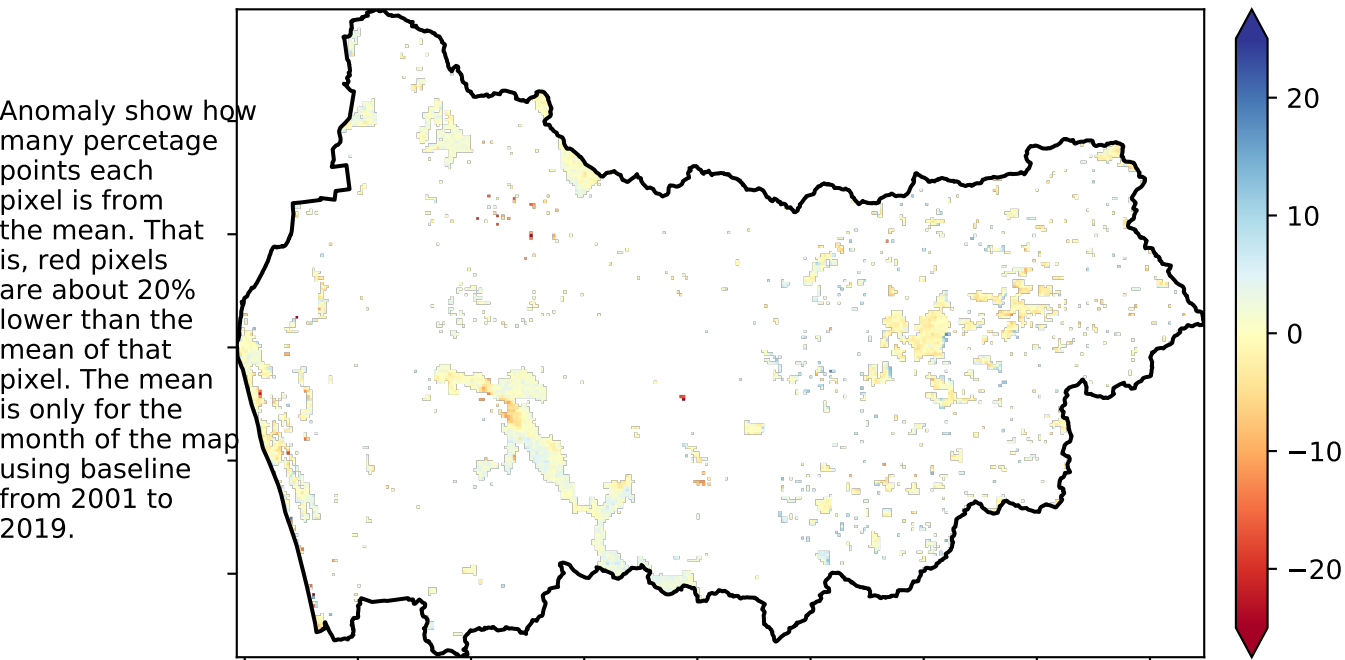 Anomaly show how
many percetage
points each
pixel is from
the mean. That
is, red pixels
are about 20%
lower than the
mean of that
pixel. The mean
is only for the
month of the map
using baseline
from 2001 to
2019.
20
10
0
−10
−20